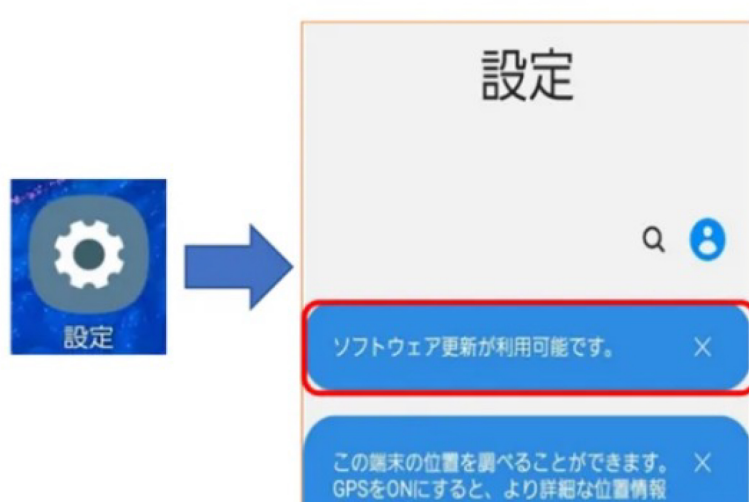 設定
設定
ソフトウェア更新が利用可能です。
この端末の位置を調べることができます。
GPSをONにすると、より詳細な位置情報